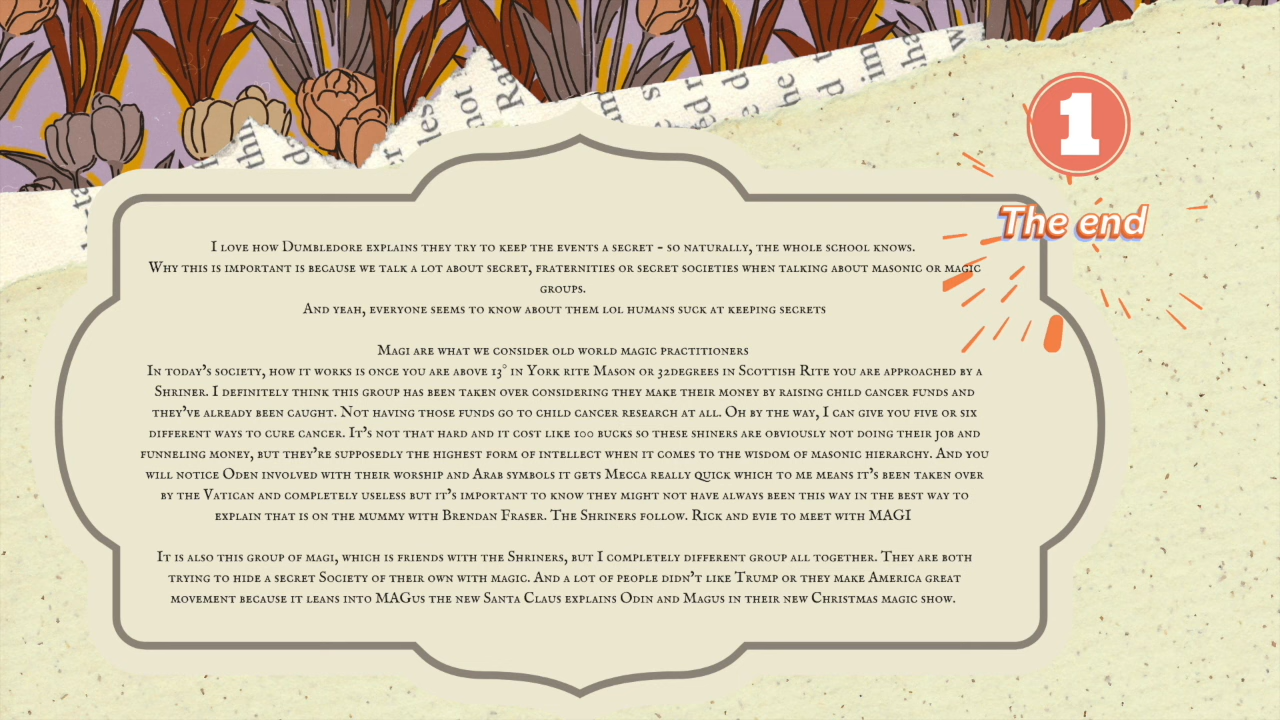 1
The end
I love how Dumbledore explains they try to keep the events a secret - so naturally, the whole school knows.
Why this is important is because we talk a lot about secret, fraternities or secret societies when talking about masonic or magic
groups.
And yeah, everyone seems to know about them lol humans suck at keeping secrets
Magi are what we consider old world magic practitioners
In today's society, how it works is once you are above 13° in York rite Mason or 32degrees in Scottish Rite you are approached by a
Shriner. I definitely think this group has been taken over considering they make their money by raising child cancer funds and
they've already been caught. Not having those funds go to child cancer research at all. Oh by the way, I can give you five or six
different ways to cure cancer. It's not that hard and it cost like 100 bucks so these shiners are obviously not doing their job and
funneling money, but they're supposedly the highest form of intellect when it comes to the wisdom of masonic hierarchy. And you
will notice Oden involved with their worship and Arab symbols it gets Mecca really quick which to me means it's been taken over
by the Vatican and completely useless but it's important to know they might not have always been this way in the best way to
explain that is on the mummy with Brendan Fraser. The Shriners follow. Rick and evie to meet with MAGI
It is also this group of magi, which is friends with the Shriners, but I completely different group all together. They are both
trying to hide a secret Society of their own with magic. And a lot of people didn't like Trump or they make America great
movement because it leans into MAGus the new Santa Claus explains Odin and Magus in their new Christmas magic show.